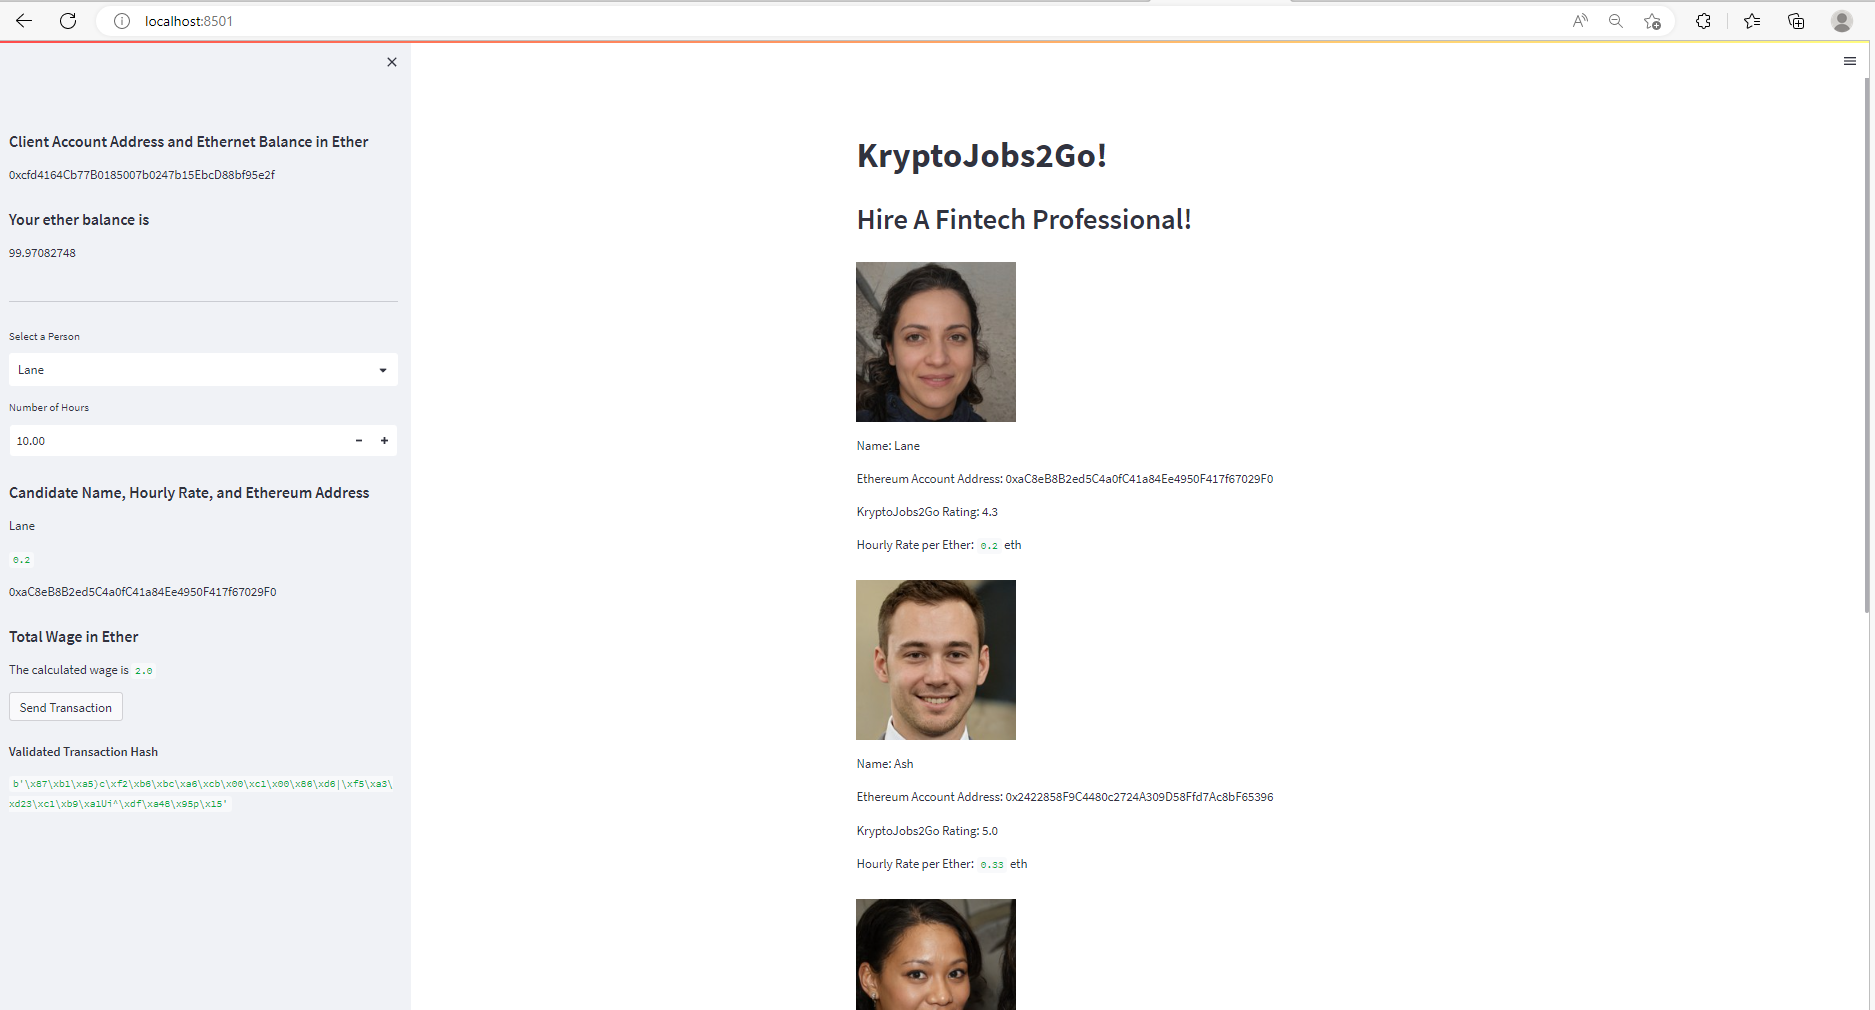 localhost:8501
Client Account Address and Ethernet Balance in Ether
0xcfd4164Cb77B0185007b0247b15EbcD88bf95e2f
Your ether balance is
99.97082748
Select a Person
Lane
Number of Hours
10.00
Candidate Name, Hourly Rate, and Ethereum Address
Lane
0.2
0xaC8eB8B2ed5C4a0fC41a84Ee4950F417f67029F0
Total Wage in Ether
The calculated wage is 2.0
Send Transaction
Validated Transaction Hash
b'\x87\xb1\xa5)c\xf2\xb6\xbc\xa6\xcb\x00\xc1\x00\x86\xd6|\xf5\xa3\
xd23\xc1\xb9\xa1Ui^\xdf\xa48\x95p\x15'
KryptoJobs2Go!
Hire A Fintech Professional!
Name: Lane
Ethereum Account Address: 0xaC8eB8B2ed5C4a0fC41a84Ee4950F417f67029F0
KryptoJobs2Go Rating: 4.3
Hourly Rate per Ether: 0.2 eth
Name: Ash
Ethereum Account Address: 0x2422858F9C4480c2724A309D58Ffd7Ac8bF65396
KryptoJobs2Go Rating: 5.0
Hourly Rate per Ether: 0.33 eth